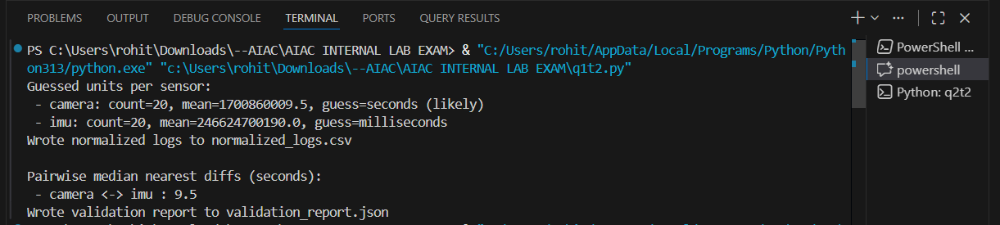 PROBLEMS OUTPUT DEBUG CONSOLE TERMINAL PORTS QUERY RESULTS
PS C:\Users\rohit\Downloads\--AIAC\AIAC INTERNAL LAB EXAM> & "C:/Users/rohit/AppData/Local/Programs/Python/Pyth
on313/python.exe" "c:\Users\rohit\Downloads\--AIAC\AIAC INTERNAL LAB EXAM\q1t2.py"
Guessed units per sensor:
- camera: count=20, mean=1700860009.5, guess=seconds (likely)
- imu: count=20, mean=246624700190.0, guess=milliseconds
Wrote normalized logs to normalized_logs.csv
Pairwise median nearest diffs (seconds):
- camera <-> imu : 9.5
Wrote validation report to validation_report.json
PowerShell ...
powershell
Python: q2t2